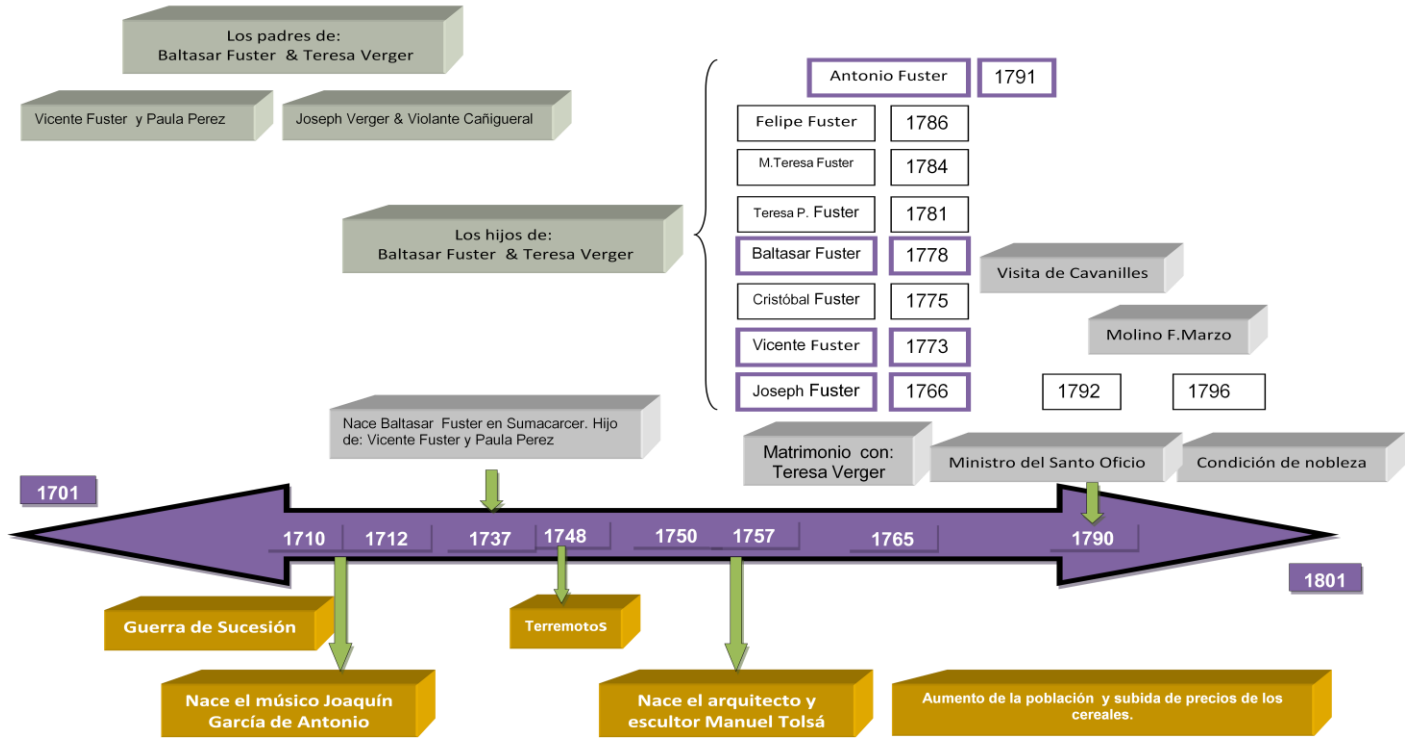 Los padres de:
Baltasar Fuster & Teresa Verger
Vicente Fuster y Paula Perez
Joseph Verger & Violante Cañigueral
Antonio Fuster
1791
Felipe Fuster
1786
M.Teresa Fuster
1784
Teresa P. Fuster
1781
Los hijos de:
Baltasar Fuster & Teresa Verger
Baltasar Fuster
1778
Visita de Cavanilles
Cristóbal Fuster
1775
Molino F.Marzo
Vicente Fuster
1773
Joseph Fuster
1766
1792
1796
Nace Baltasar Fuster en Sumacarcer. Hijo
de: Vicente Fuster y Paula Perez
Matrimonio con:
Teresa Verger
Ministro del Santo Oficio
Condición de nobleza
1701
1710
1712
1737
1748
1750
1757
1765
1790
1801
Guerra de Sucesión
Terremotos
Nace el músico Joaquín
García de Antonio
Nace el arquitecto y
escultor Manuel Tolsá
Aumento de la población y subida de precios de los
cereales.